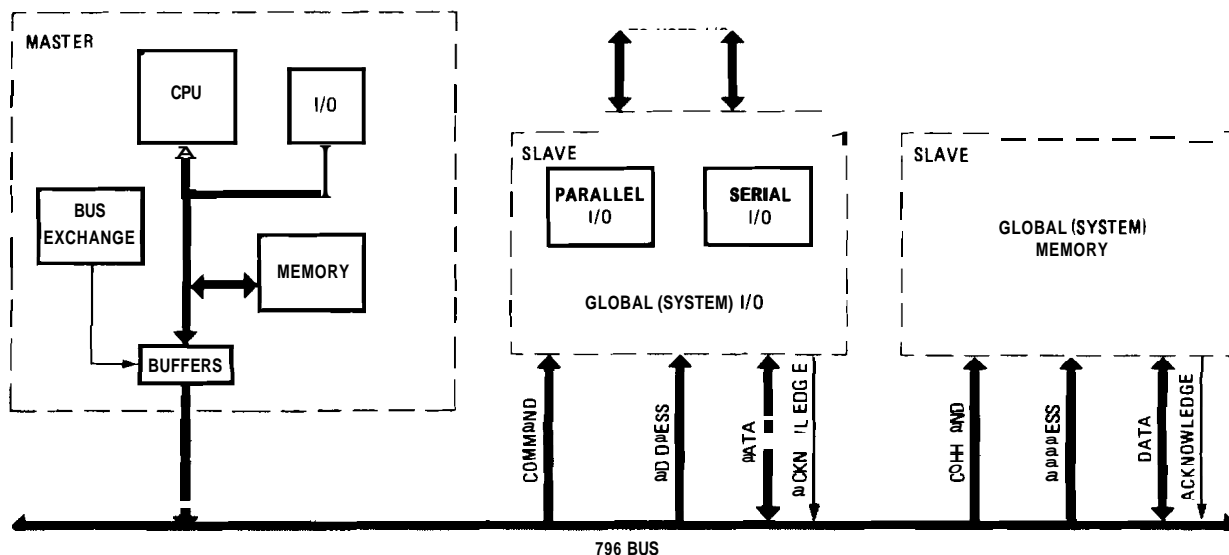 MASTER
CPU
I/O
BUS
EXCHANGE
MEMORY
BUFFERS
SLAVE
PARALLEL
I/O
SERIAL
I/O
GLOBAL (SYSTEM) I/O
SLAVE
GLOBAL (SYSTEM)
MEMORY
COMMAND
DATA
ACKNOWLEDGE
796 BUS